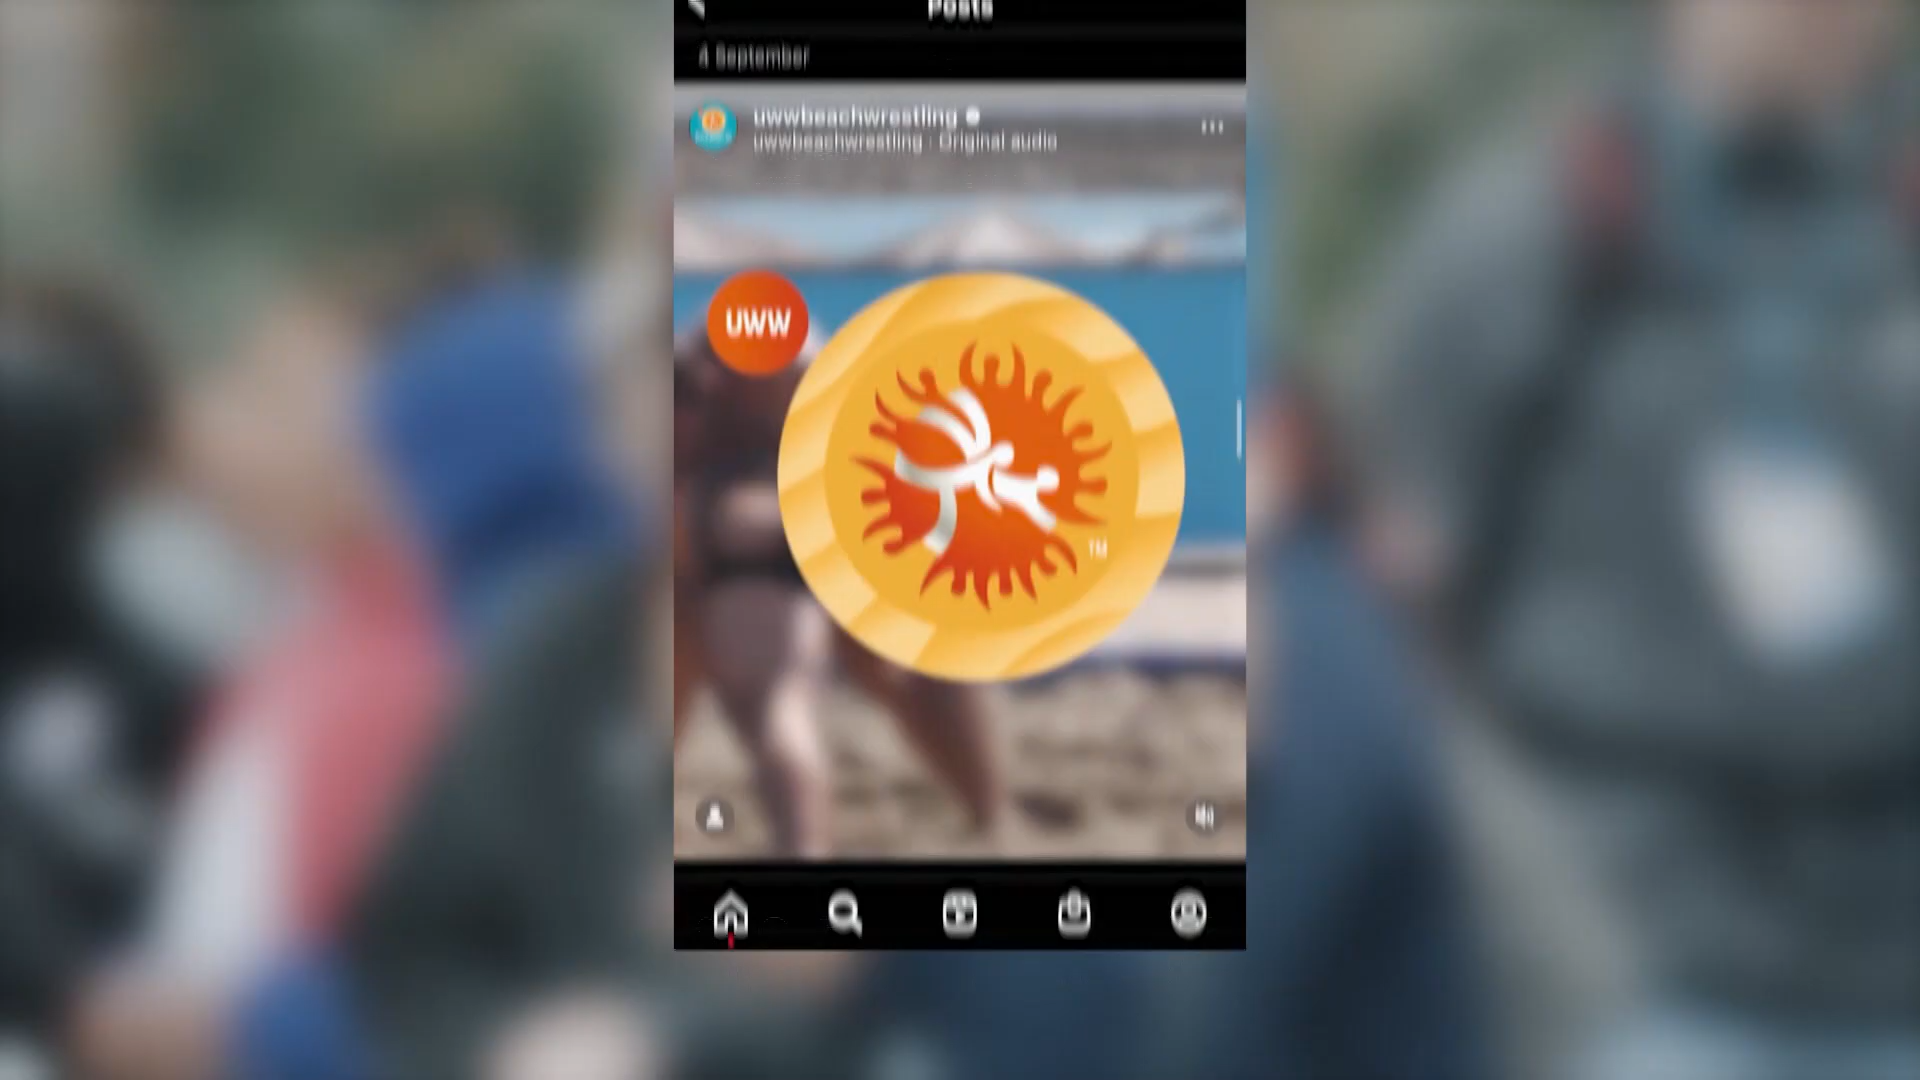 Posts
4 September
uwwbeachwrestling
uwwbeachwrestling · Original audio
UWW
TM